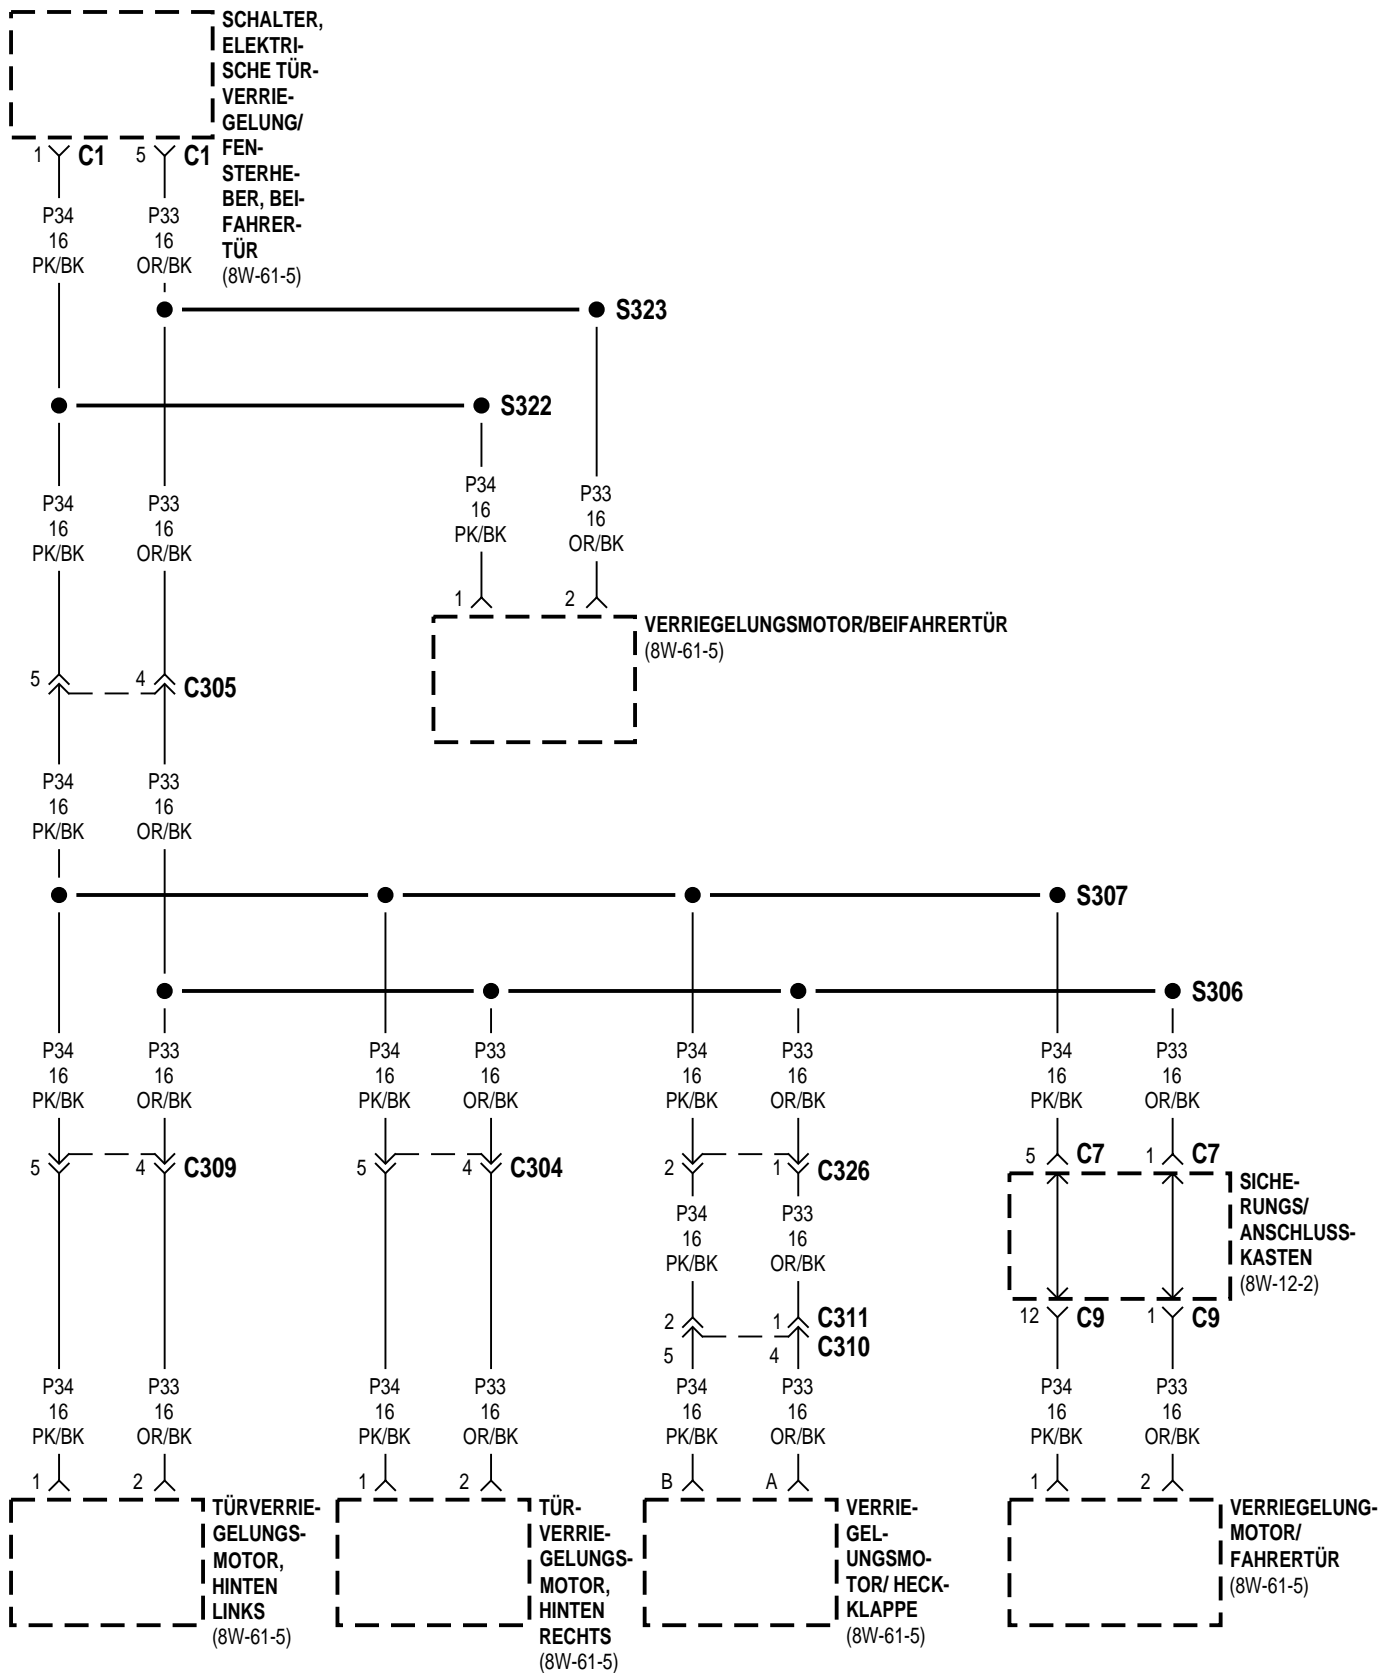 SCHALTER,
ELEKTRI-
SCHE TÜR-
VERRIE-
GELUNG/
FEN-
STERHE-
BER, BEI-
FAHRER-
TÜR
(8W-61-5)
1 C1 5 C1
P34 P33
16 16
PK/BK OR/BK
S323
S322
P34 P33
16 16
PK/BK OR/BK
P34 P33
16 16
PK/BK OR/BK
1 2
VERRIEGELUNGSMOTOR/BEIFAHRERTÜR
(8W-61-5)
5 4 C305
P34 P33
16 16
PK/BK OR/BK
S307
S306
P34 P33 P34 P33 P34 P33 P34 P33
16 16 16 16 16 16 16 16
PK/BK OR/BK PK/BK OR/BK PK/BK OR/BK PK/BK OR/BK
5 C7 1 C7
5 4 C309 5 4 C304 2 1 C326
SICHE-
RUNGS/
ANSCHLUSS-
KASTEN
(8W-12-2)
P34 P33
16 16
PK/BK OR/BK
2 1 C311
5 4 C310
12 C9 1 C9
P34 P33 P34 P33 P34 P33 P34 P33
16 16 16 16 16 16 16 16
PK/BK OR/BK PK/BK OR/BK PK/BK OR/BK PK/BK OR/BK
1 2 1 2 B A 1 2
TÜRVERRIE-
GELUNGS-
MOTOR,
HINTEN
LINKS
(8W-61-5)
TÜR-
VERRIE-
GELUNGS-
MOTOR,
HINTEN
RECHTS
(8W-61-5)
VERRIE-
GEL-
UNGSMO-
TOR/ HECK-
KLAPPE
(8W-61-5)
VERRIEGELUNG-
MOTOR/
FAHRERTÜR
(8W-61-5)